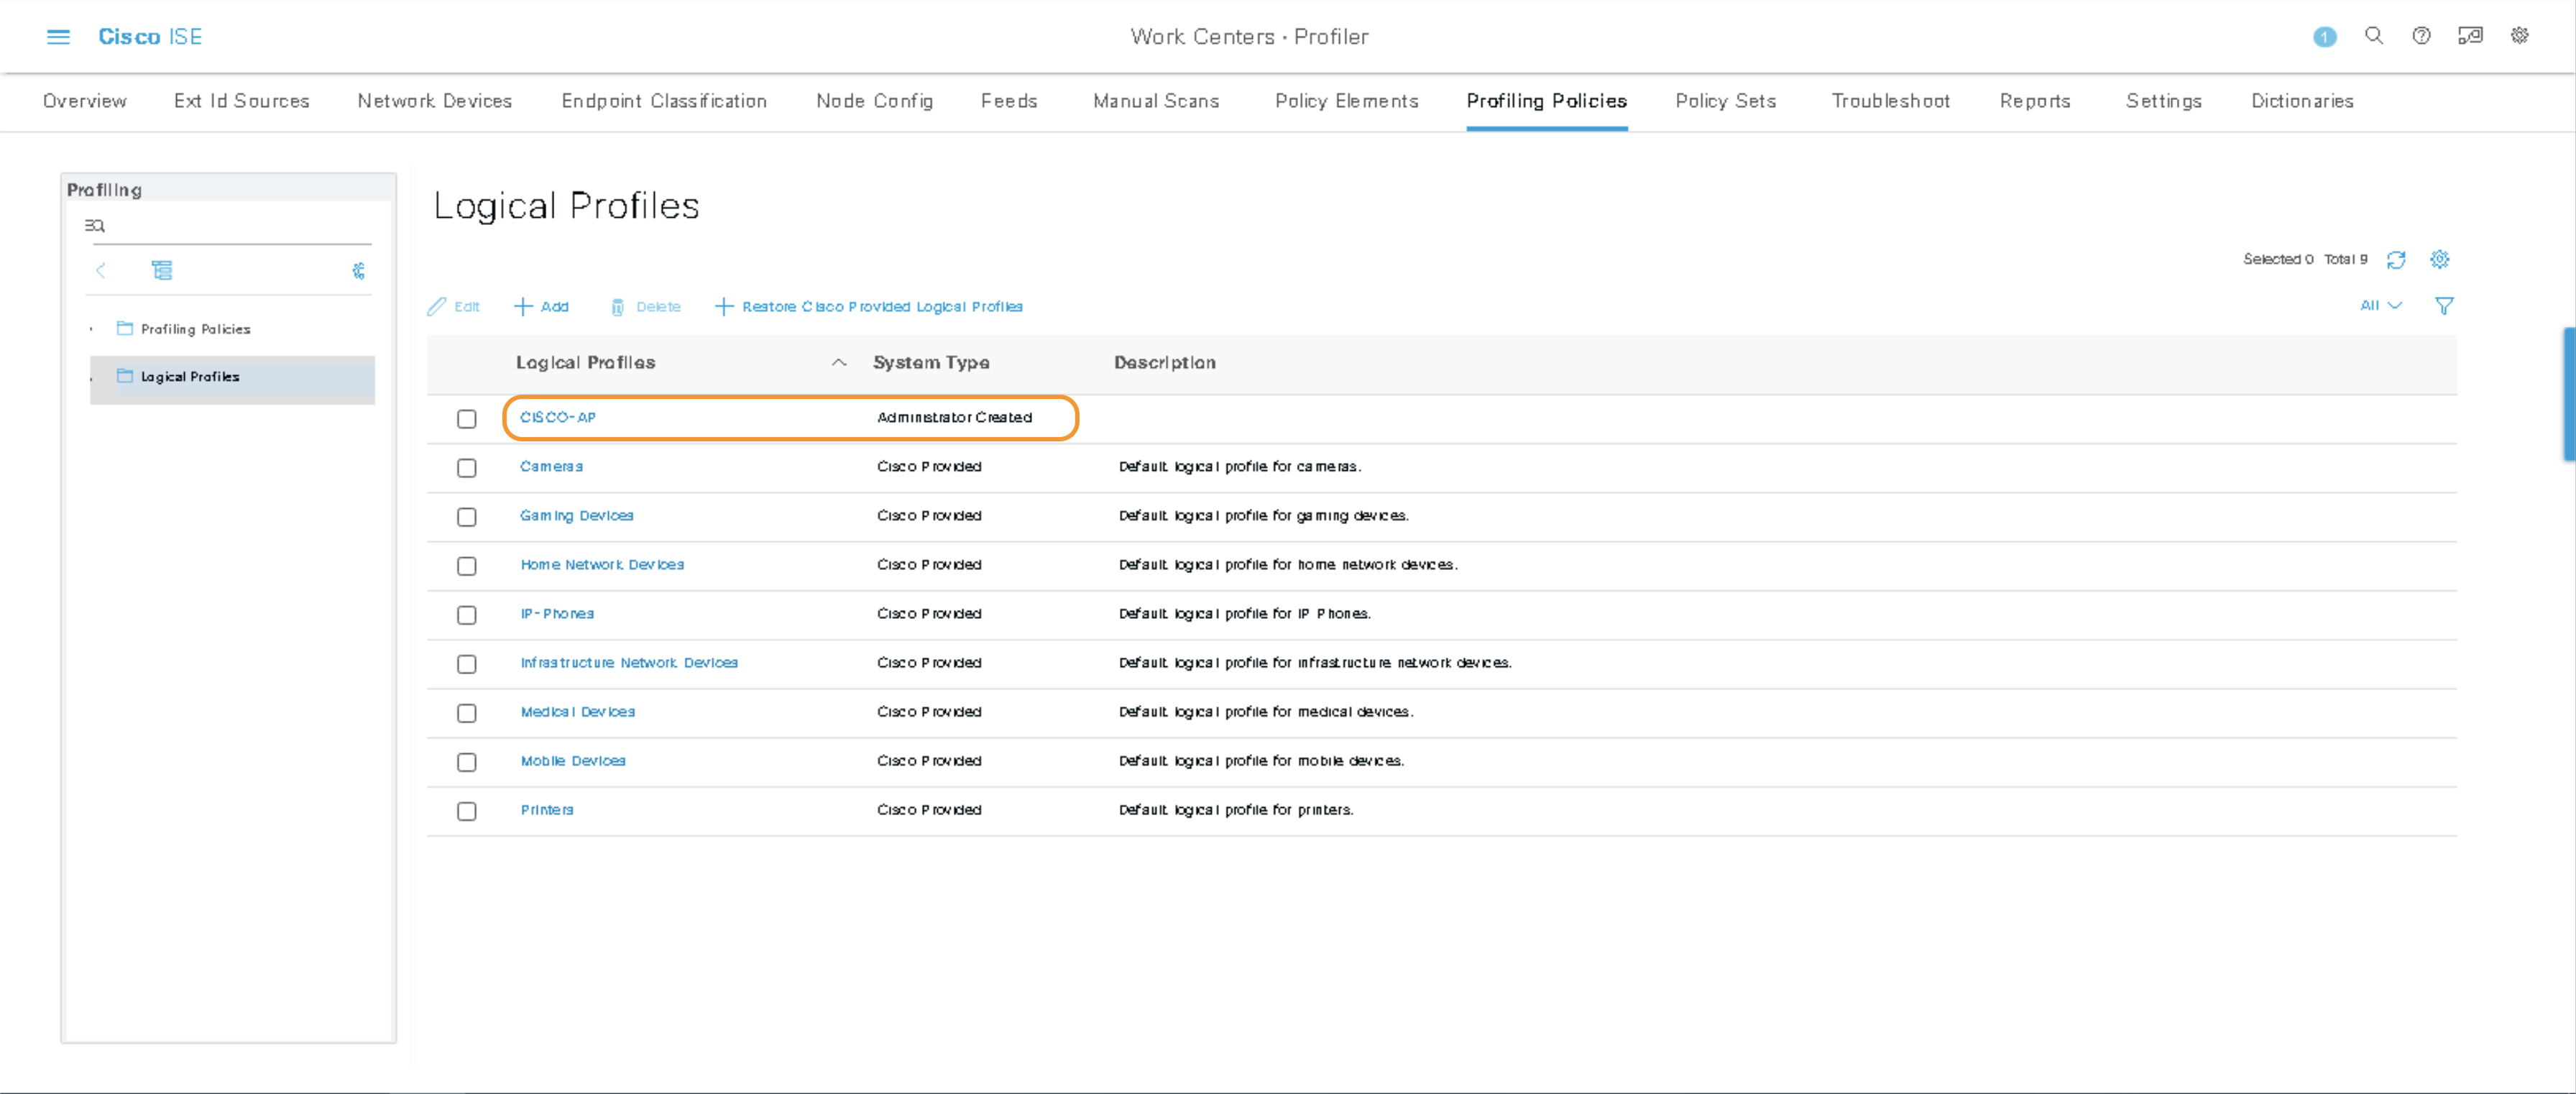 Cisco ISE
Work Centers · Profiler
1
Overview Ext Id Sources Network Devices Endpoint Classification Node Config Feeds Manual Scans Policy Elements Profiling Policies Policy Sets Troubleshoot Reports Settings Dictionaries
Profiling
Logical Profiles
Selected 0 Total 9
Edit Add Delete Restore Cisco Provided Logical Profiles All
Profiling Policies
Logical Profiles
Logical Profiles System Type Description
CISCO-AP Administrator Created
Cameras Cisco Provided Default logical profile for cameras.
Gaming Devices Cisco Provided Default logical profile for gaming devices.
Home Network Devices Cisco Provided Default logical profile for home network devices.
IP-Phones Cisco Provided Default logical profile for IP Phones.
Infrastructure Network Devices Cisco Provided Default logical profile for infrastructure network devices.
Medical Devices Cisco Provided Default logical profile for medical devices.
Mobile Devices Cisco Provided Default logical profile for mobile devices.
Printers Cisco Provided Default logical profile for printers.